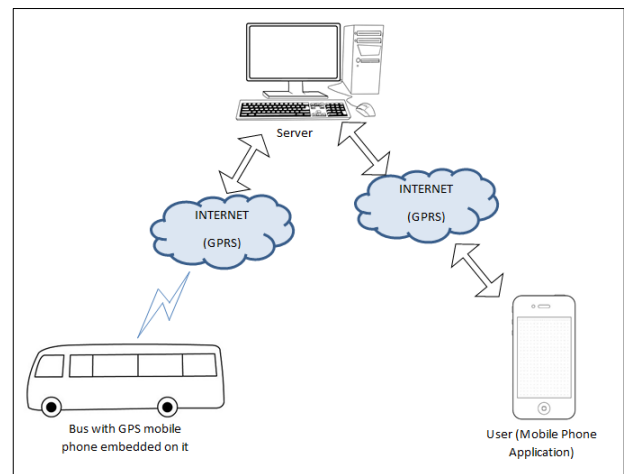 Server
INTERNET
(GPRS)
INTERNET
(GPRS)
Bus with GPS mobile
phone embedded on it
User (Mobile Phone
Application)